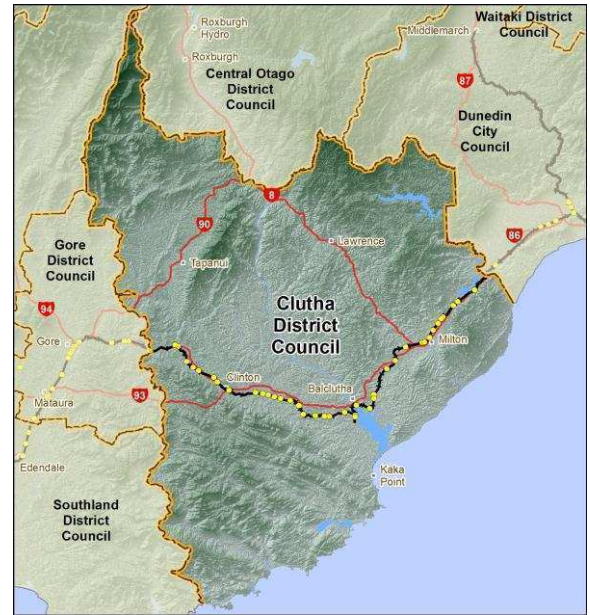 Waitaki District
Council
Roxburgh
Hydro
Middlemarch
Roxburgh
Central Otago
District
Council
87
Dunedin
City
Council
8
90
86
Lawrence
Gore
District
Council
Tapanui
94
Clutha
District
Council
Gore
Milton
Clinton
Balclutha
93
Mataura
Edendale
Kaka
Point
Southland
District
Council